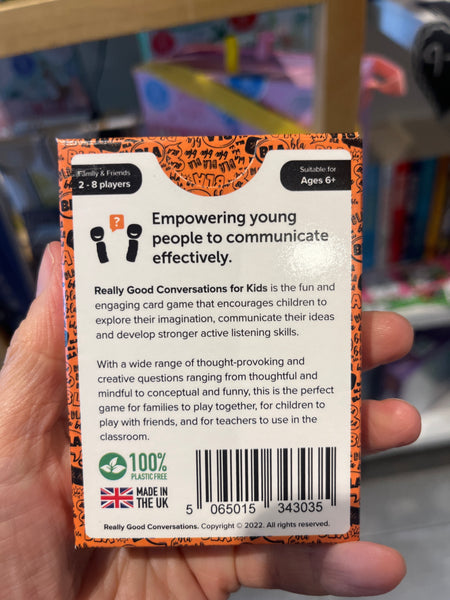 Family & Friends
2 - 8 players
Suitable for
Ages 6+
?
Empowering young
people to communicate
effectively.
Really Good Conversations for Kids is the fun and
engaging card game that encourages children to
explore their imagination, communicate their ideas
and develop stronger active listening skills.
With a wide range of thought-provoking and
creative questions ranging from thoughtful and
mindful to conceptual and funny, this is the perfect
game for families to play together, for children to
play with friends, and for teachers to use in the
classroom.
100%
PLASTIC FREE
MADE IN
THE UK
5 065015 343035
Really Good Conversations. Copyright © 2022. All rights reserved.